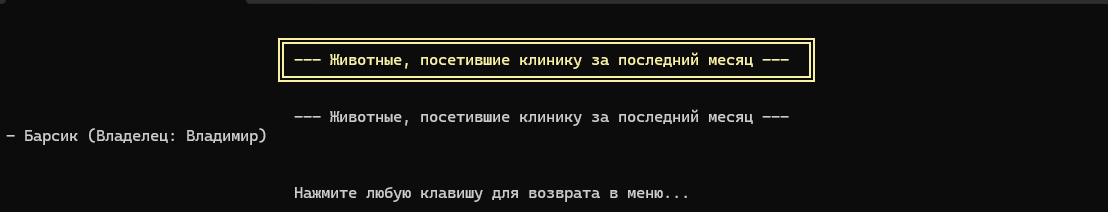 --- Животные, посетившие клинику за последний месяц ---
--- Животные, посетившие клинику за последний месяц ---
- Барсик (Владелец: Владимир)
Нажмите любую клавишу для возврата в меню...